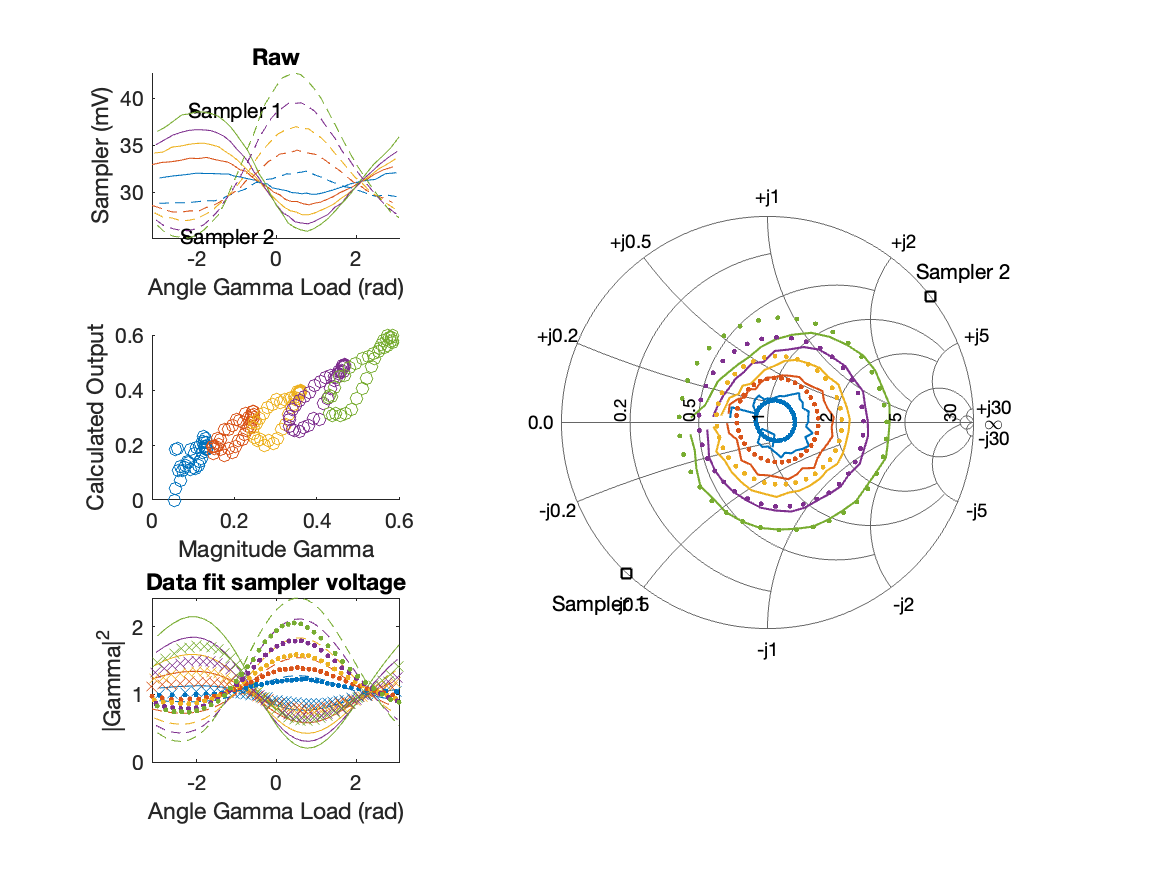 Raw
Sampler (mV)
40
35
30
Sampler 1
Sampler 2
-2 0 2
Angle Gamma Load (rad)
Calculated Output
0.6
0.4
0.2
0
0 0.2 0.4 0.6
Magnitude Gamma
Data fit sampler voltage
|Gamma|²
2
1
0
-2 0 2
Angle Gamma Load (rad)
+j1
+j0.5
+j2
Sampler 2
+j0.2
+j5
0.0
0.2
0.5
1
2
5
30
+j30
∞
-j30
-j0.2
-j5
Sampler 1
-j0.5
-j2
-j1